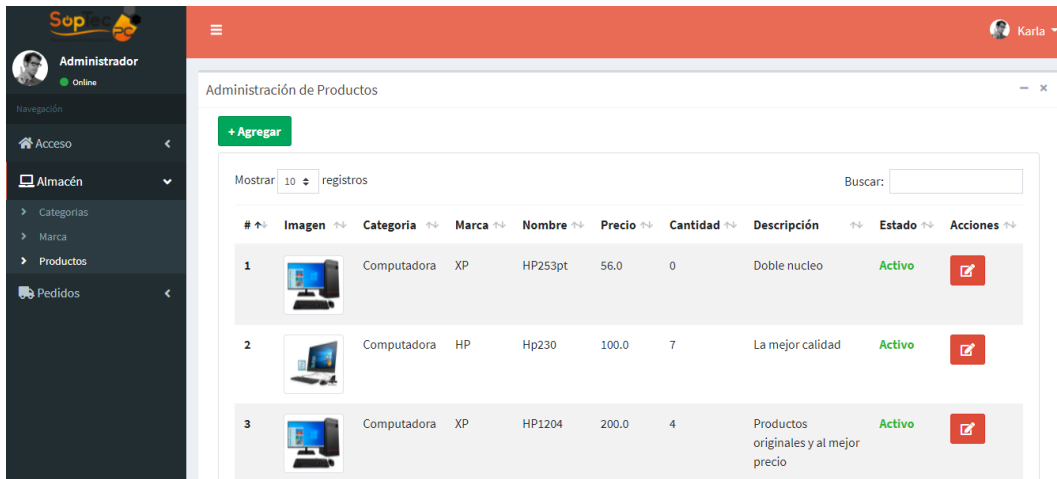 SopTec
PC
Karla
Administrador
Online
Navegación
Acceso
Almacén
Categorias
Marca
Productos
Pedidos
Administración de Productos
+ Agregar
Mostrar 10 registros
Buscar:
# Imagen Categoria Marca Nombre Precio Cantidad Descripción Estado Acciones
1 Computadora XP HP253pt 56.0 0 Doble nucleo Activo
2 Computadora HP Hp230 100.0 7 La mejor calidad Activo
3 Computadora XP HP1204 200.0 4 Productos Activo
originales y al mejor
precio